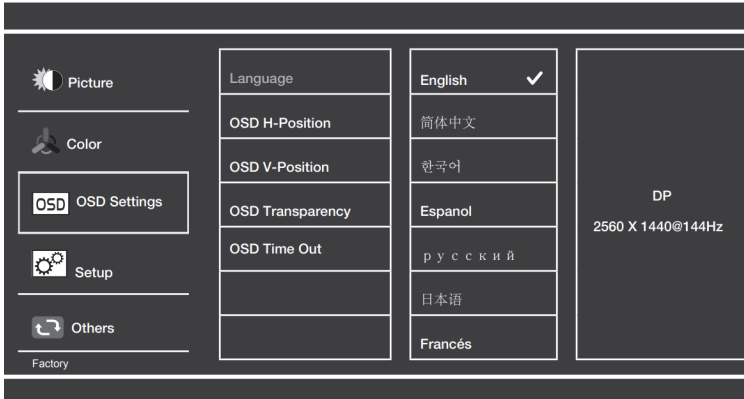 Picture
Color
OSD
OSD Settings
Setup
Others
Factory
Language
OSD H-Position
OSD V-Position
OSD Transparency
OSD Time Out
English
简体中文
한국어
Espanol
русский
日本语
Francés
DP
2560 X 1440@144Hz